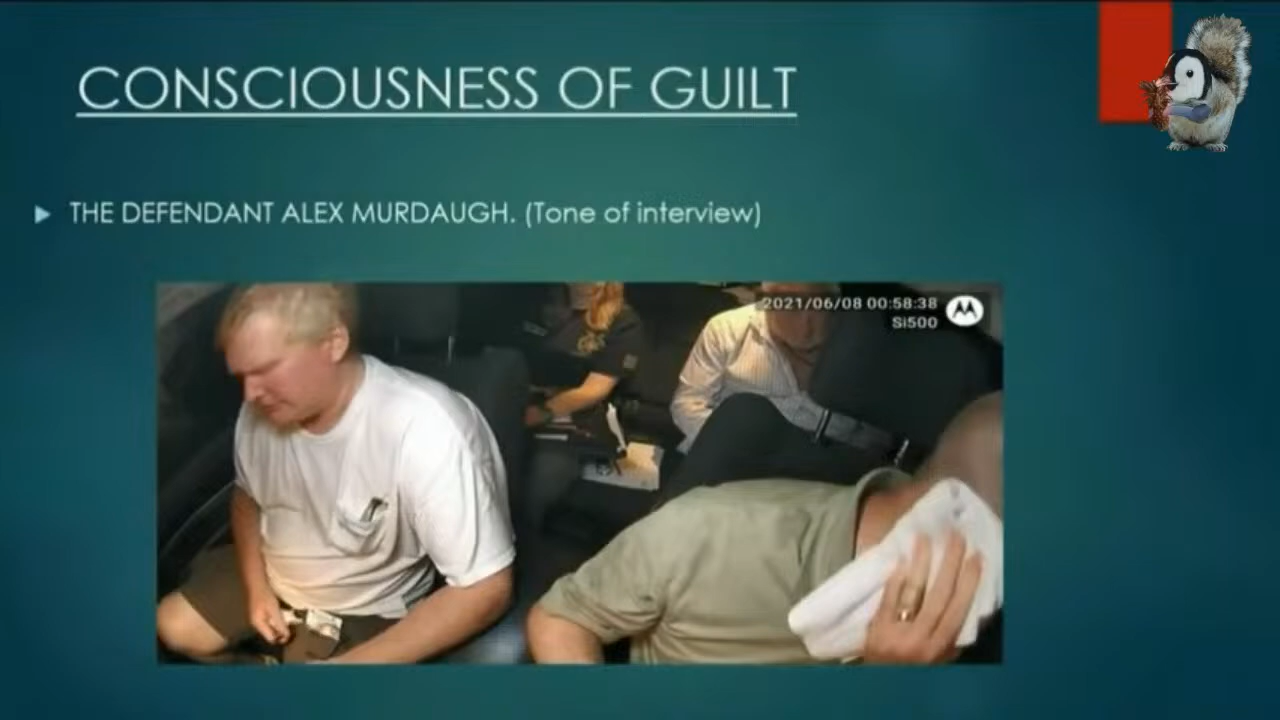 CONSCIOUSNESS OF GUILT
THE DEFENDANT ALEX MURDAUGH. (Tone of interview)
2021/06/08 00:58:38
Si500